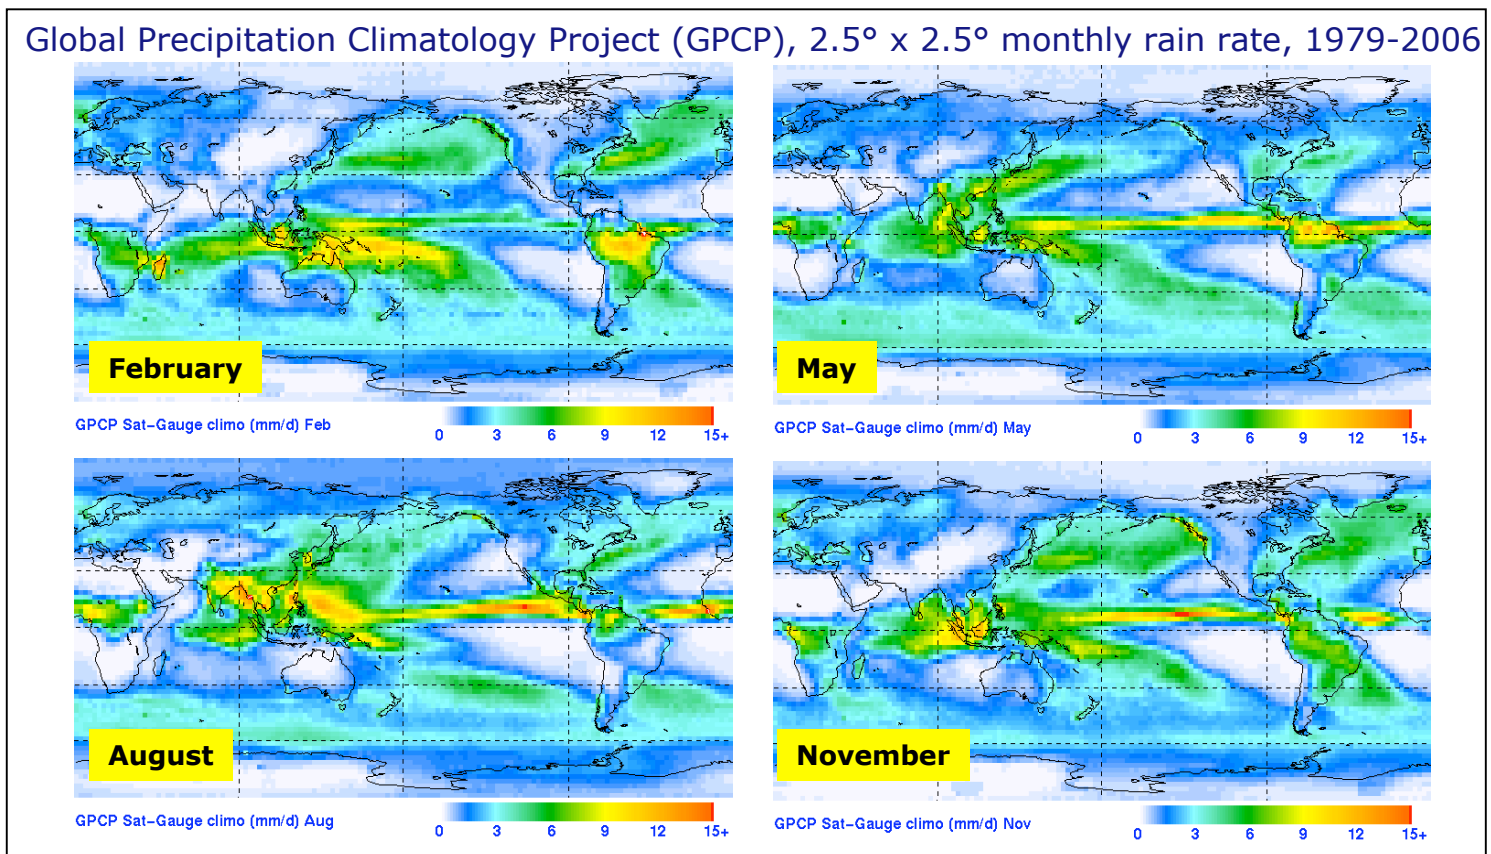 Global Precipitation Climatology Project (GPCP), 2.5° x 2.5° monthly rain rate, 1979-2006
February
GPCP Sat-Gauge climo (mm/d) Feb
0 3 6 9 12 15+
May
GPCP Sat-Gauge climo (mm/d) May
0 3 6 9 12 15+
August
GPCP Sat-Gauge climo (mm/d) Aug
0 3 6 9 12 15+
November
GPCP Sat-Gauge climo (mm/d) Nov
0 3 6 9 12 15+